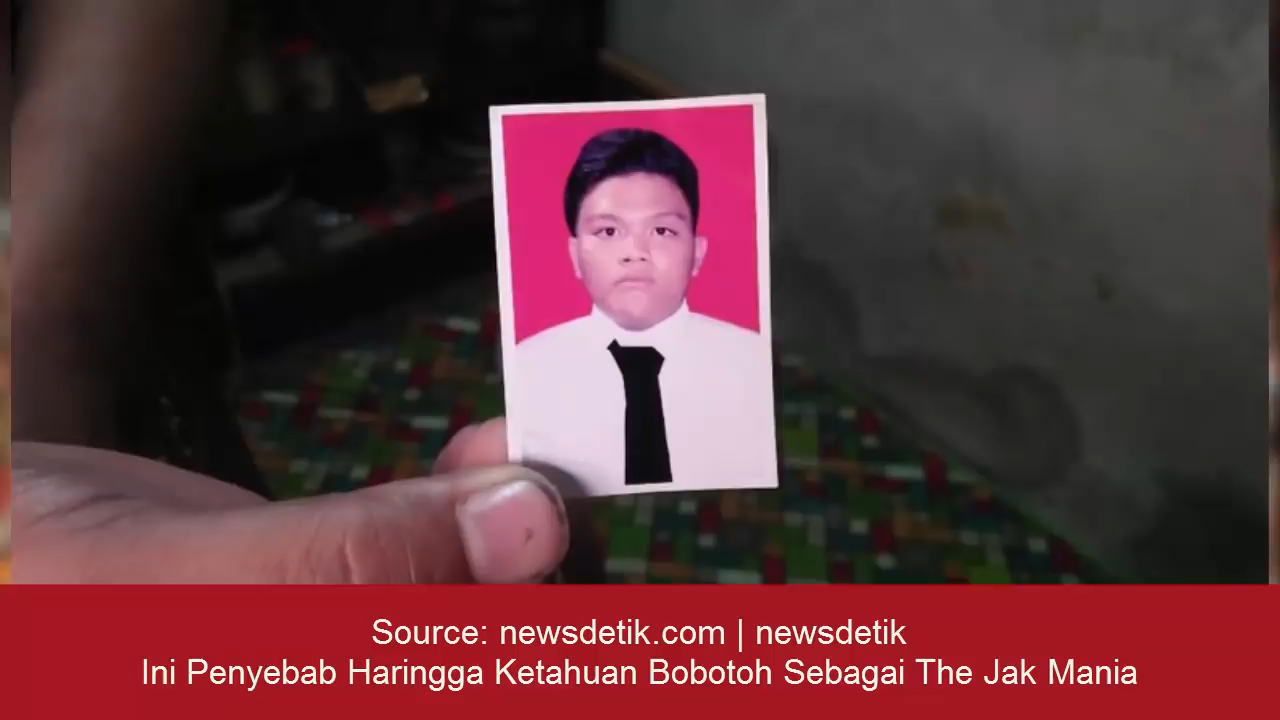 Source: newsdetik.com | newsdetik
Ini Penyebab Haringga Ketahuan Bobotoh Sebagai The Jak Mania